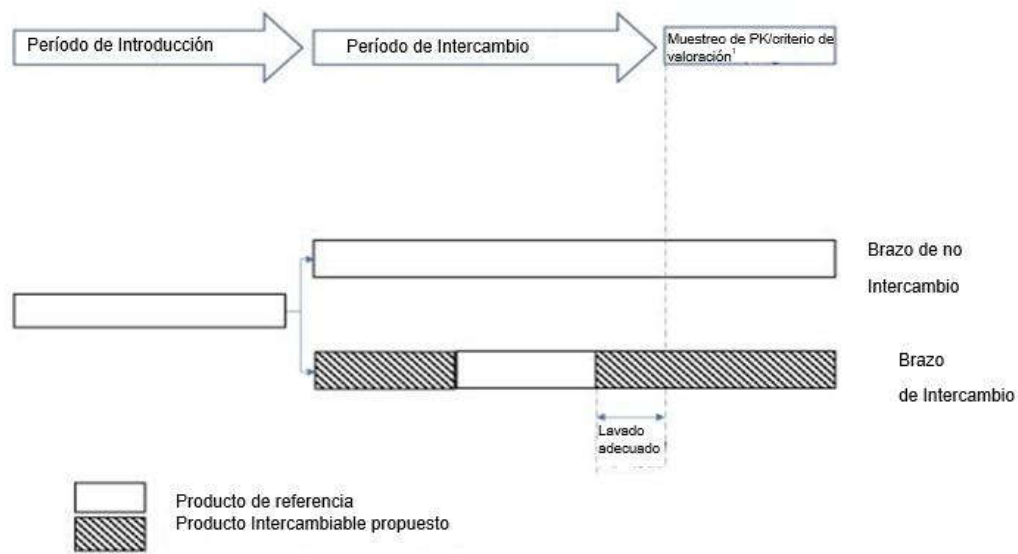 Período de Introducción
Período de Intercambio
Muestreo de PK/criterio de
valoración¹
Brazo de no
Intercambio
Brazo
de Intercambio
Lavado
adecuado
Producto de referencia
Producto Intercambiable propuesto